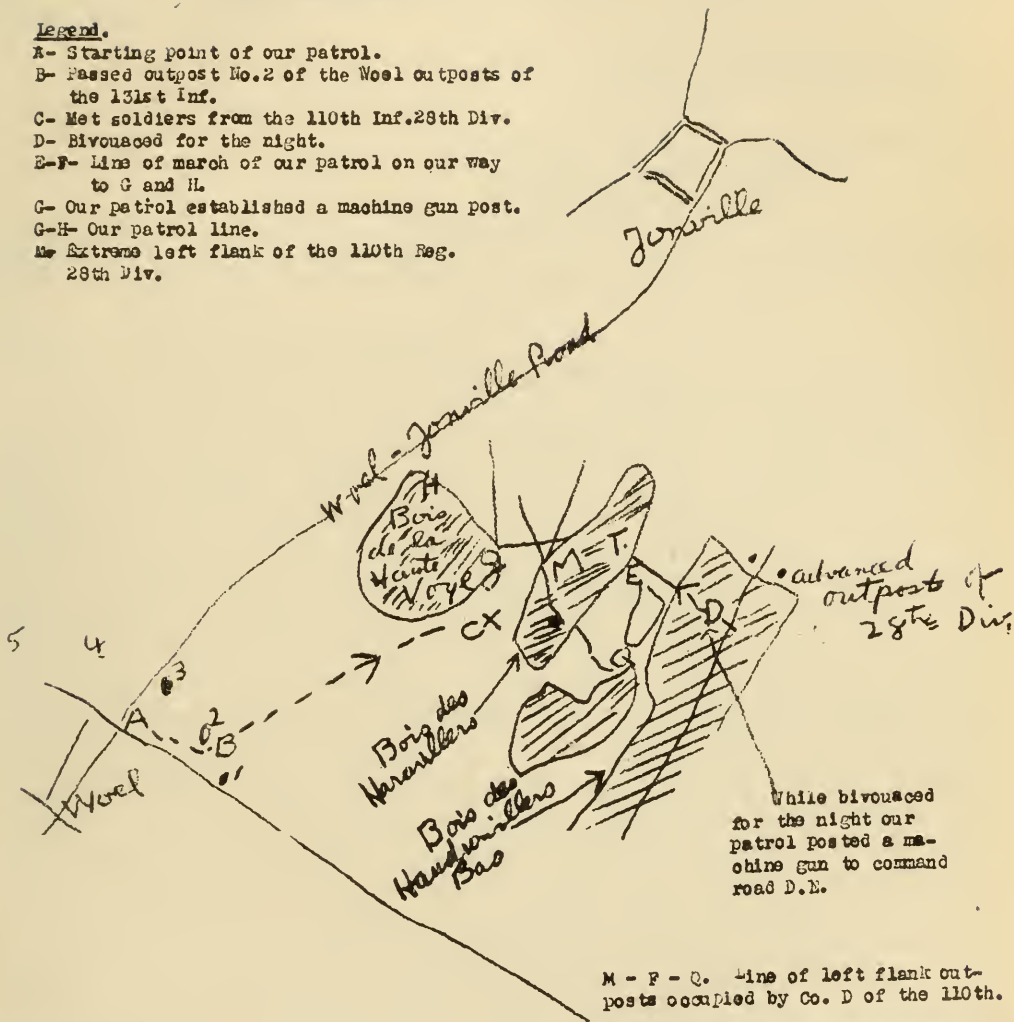 Legend.
A- Starting point of our patrol.
B- Passed outpost No.2 of the Woel outposts of
the 131st Inf.
C- Met soldiers from the 110th Inf.28th Div.
D- Bivouaced for the night.
E-F- Line of march of our patrol on our way
to G and H.
G- Our patrol established a machine gun post.
G-H- Our patrol line.
M- Extreme left flank of the 110th Reg.
28th Div.
Jonville
Woel - Jonville Road
H
Bois
de la
Haute
Voye
G
M-F.
E
D
advanced
outpost of
28th Div.
CX
5 4
3
A
2
B
1
Q
Woel
Bois des
Haravillers
Bois des
Bas
While bivouaced
for the night our
patrol posted a ma-
chine gun to command
road D.E.
M - F - Q. Line of left flank out-
posts occupied by Co. D of the 110th.